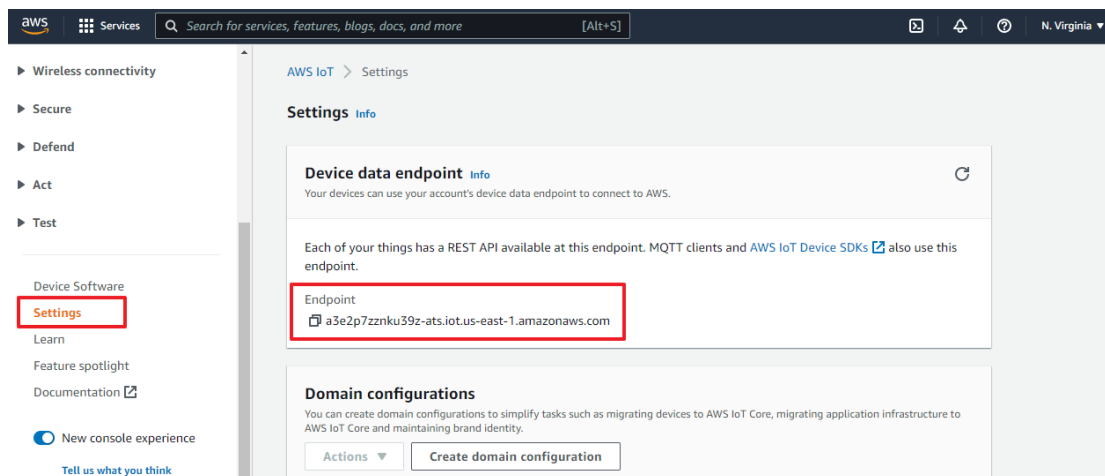 aws
Services
Search for services, features, blogs, docs, and more
[Alt+S]
N. Virginia
Wireless connectivity
Secure
Defend
Act
Test
Device Software
Settings
Learn
Feature spotlight
Documentation
New console experience
Tell us what you think
AWS IoT > Settings
Settings Info
Device data endpoint Info
Your devices can use your account's device data endpoint to connect to AWS.
Each of your things has a REST API available at this endpoint. MQTT clients and AWS IoT Device SDKs also use this
endpoint.
Endpoint
a3e2p7zznku39z-ats.iot.us-east-1.amazonaws.com
Domain configurations
You can create domain configurations to simplify tasks such as migrating devices to AWS IoT Core, migrating application infrastructure to
AWS IoT Core and maintaining brand identity.
Actions
Create domain configuration